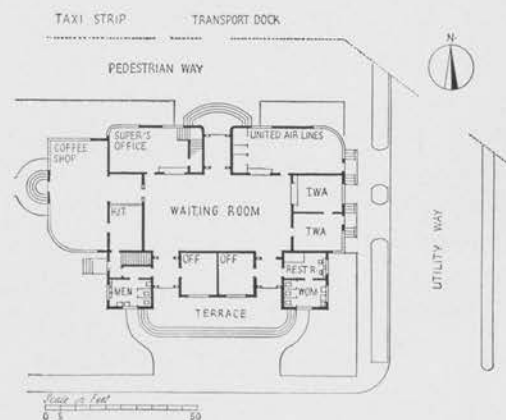 TAXI STRIP
TRANSPORT DOCK
PEDESTRIAN WAY
N
SUPER'S
OFFICE
UNITED AIR LINES
COFFEE
SHOP
TWA
KIT
WAITING ROOM
TWA
UTILITY WAY
OFF
OFF
REST R
MEN
WOM
TERRACE
Scale in Feet
0 5 50